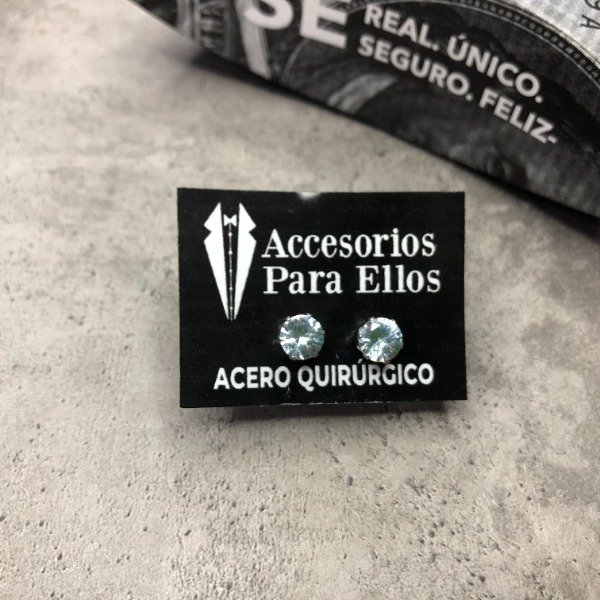 SE
REAL. ÚNICO.
SEGURO. FELIZ-
Accesorios
Para Ellos
ACERO QUIRÚRGICO